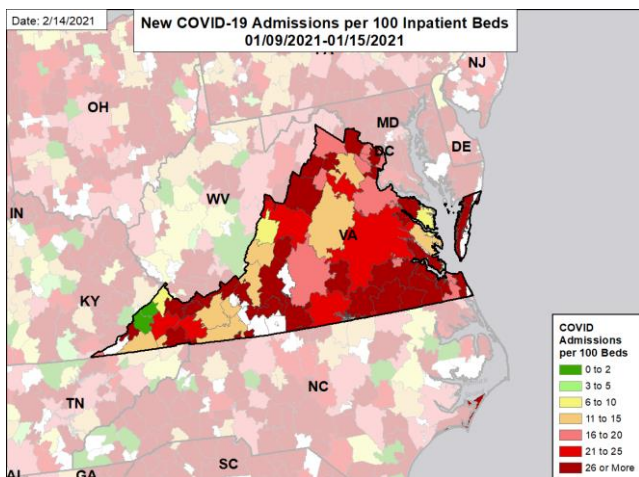 Date: 2/14/2021
New COVID-19 Admissions per 100 Inpatient Beds
01/09/2021-01/15/2021
NJ
OH
MD
DC
DE
WV
IN
VA
KY
TN
NC
SC
GA
COVID
Admissions
per 100 Beds
0 to 2
3 to 5
6 to 10
11 to 15
16 to 20
21 to 25
26 or More